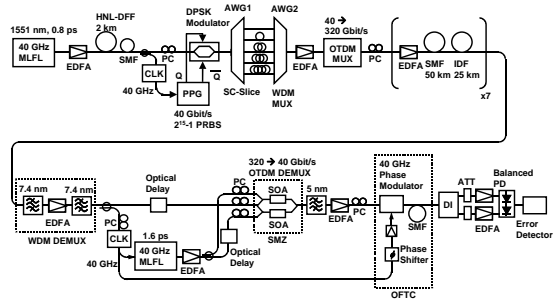 1551 nm, 0.8 ps
40 GHz
MLFL
EDFA
HNL-DFF
2 km
SMF
PC
CLK
40 GHz
DPSK
Modulator
Q
Q
PPG
40 Gbit/s
2¹⁵-1 PRBS
AWG1
AWG2
SC-Slice
WDM
MUX
EDFA
40 →
320 Gbit/s
OTDM
MUX
PC
EDFA
SMF
50 km
IDF
25 km
x7
7.4 nm
7.4 nm
EDFA
WDM DEMUX
PC
CLK
40 GHz
Optical
Delay
1.6 ps
40 GHz
MLFL
EDFA
PC
Optical
Delay
320 → 40 Gbit/s
OTDM DEMUX
SOA
SOA
SMZ
5 nm
EDFA
PC
40 GHz
Phase
Modulator
SMF
Phase
Shifter
OFTC
DI
ATT
EDFA
Balanced
PD
Error
Detector